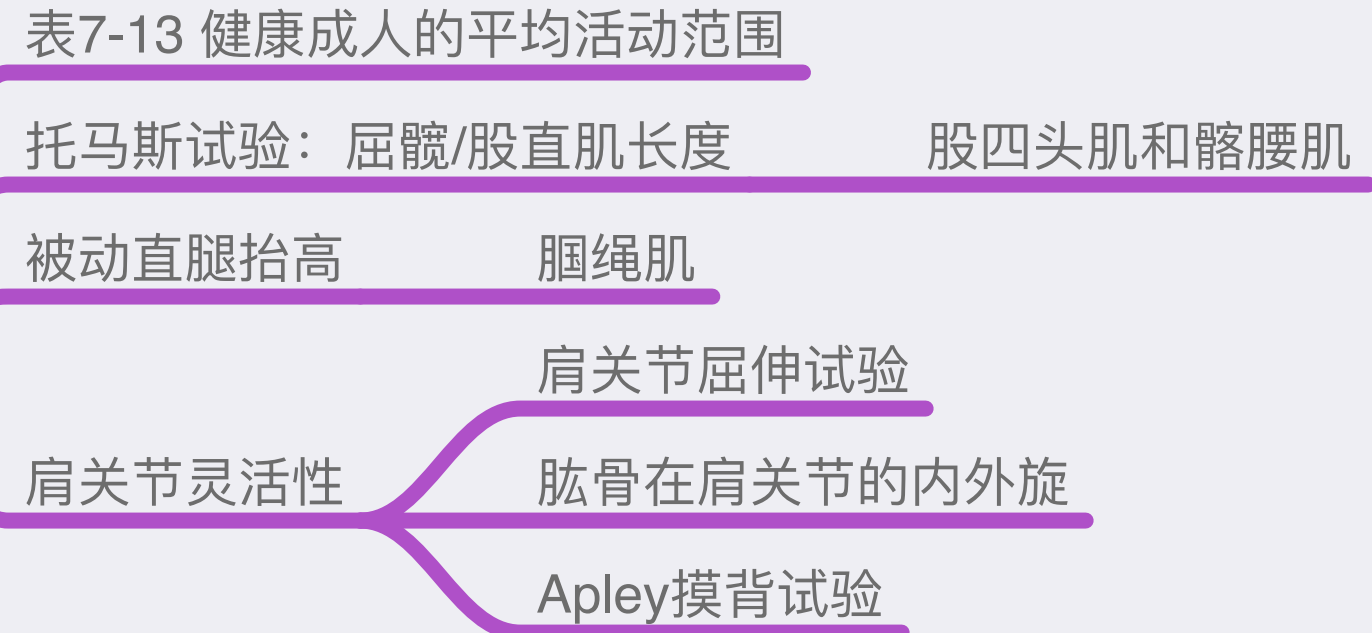 表7-13 健康成人的平均活动范围
托马斯试验：屈髋/股直肌长度
股四头肌和髂腰肌
被动直腿抬高
腘绳肌
肩关节灵活性
肩关节屈伸试验
肱骨在肩关节的内外旋
Apley摸背试验